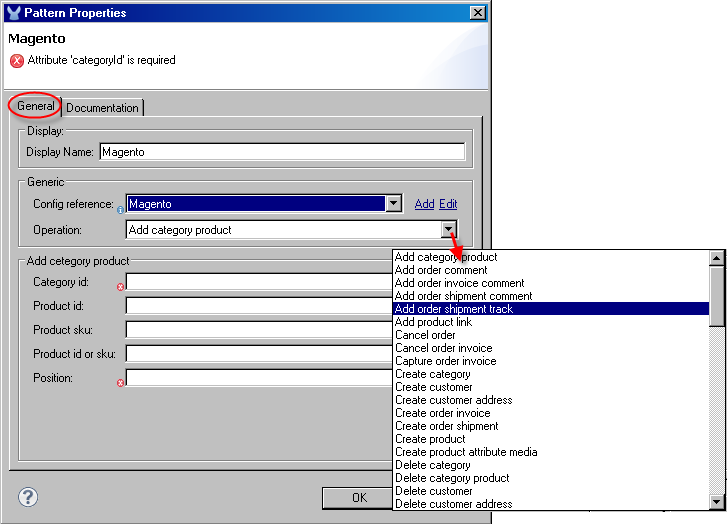 Pattern Properties
Magento
Attribute 'categoryId' is required
General
Documentation
Display:
Display Name: Magento
Generic
Config reference: Magento Add Edit
Operation: Add category product
Add cetegory product
Category id:
Product id:
Product sku:
Product id or sku:
Position:
OK
Add category product
Add order comment
Add order invoice comment
Add order shipment comment
Add order shipment track
Add product link
Cancel order
Cancel order invoice
Capture order invoice
Create category
Create customer
Create customer address
Create order invoice
Create order shipment
Create product
Create product attribute media
Delete category
Delete category product
Delete customer
Delete customer address